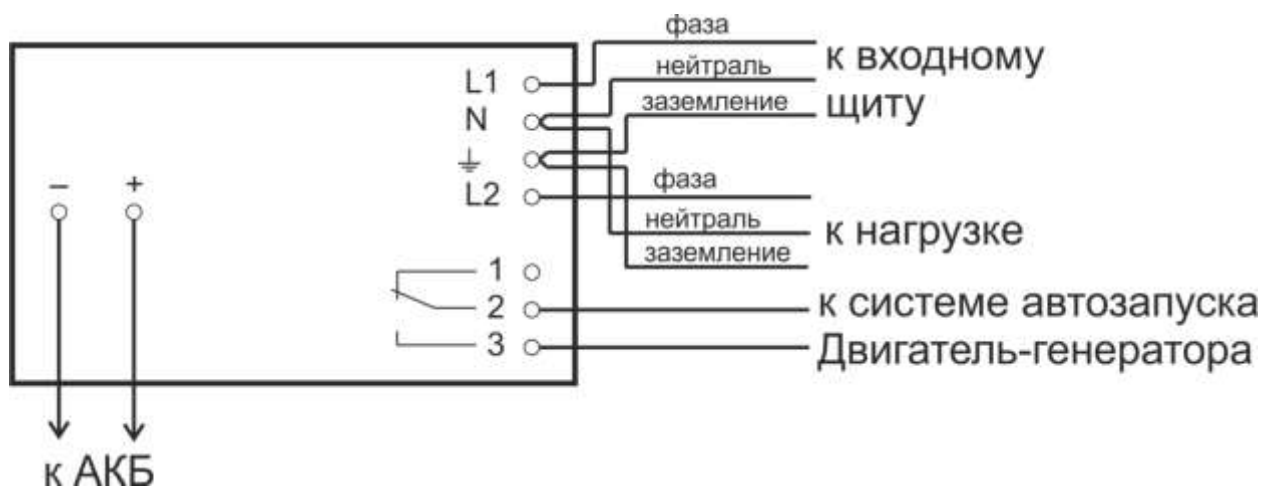 фаза
L1
к входному
нейтраль
N
заземление
щиту
L2
фаза
нейтраль
к нагрузке
заземление
– +
1
2
к системе автозапуска
3
Двигатель-генератора
к АКБ